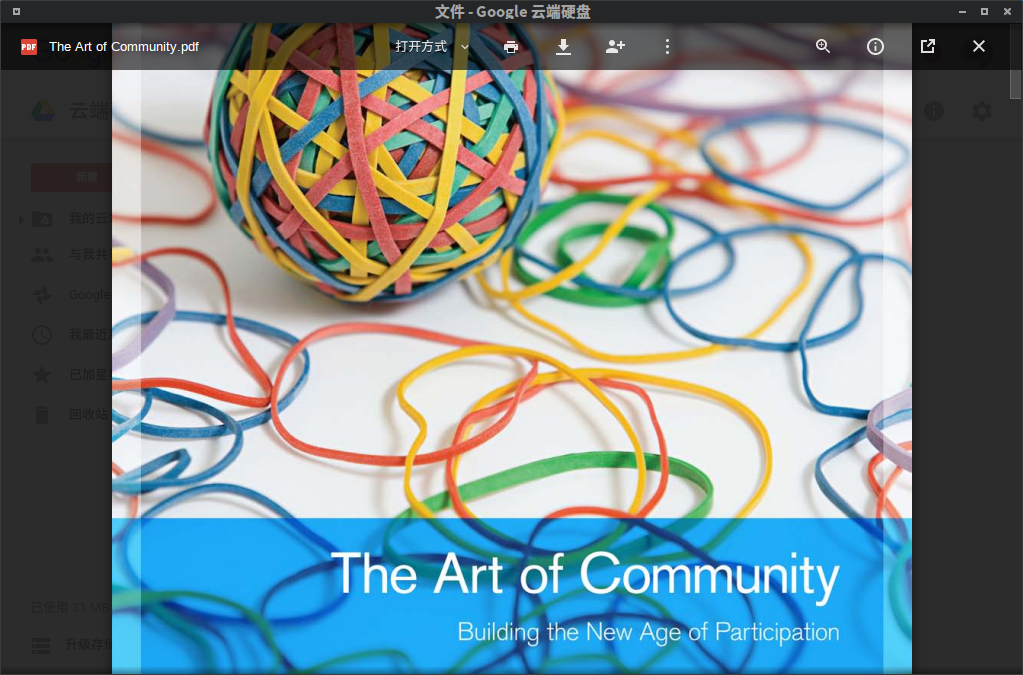 文件 - Google 云端硬盘
PDF
The Art of Community.pdf
打开方式
云端
新建
我的云
与我共
Google
我最近
已加星
回收站
The Art of Community
Building the New Age of Participation
已使用 31 MB
升级存